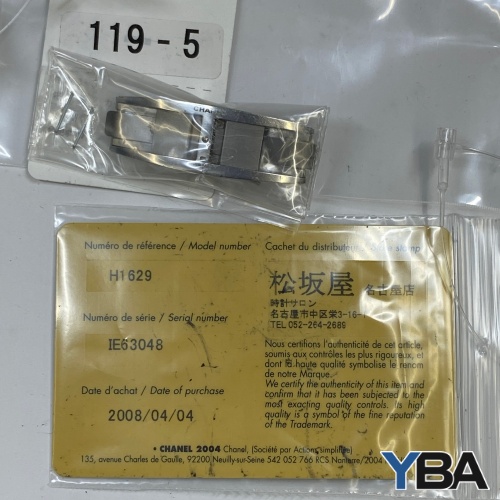 119-5
CHANEL
Numéro de référence / Model number
H1629
Cachet du distributeur
stamp
松坂屋 名古屋店
時計サロン
名古屋市中区栄3-16-
TEL 052-264-2689
Numéro de série / Serial number
IE63048
Nous certifions l'authenticité de cet article,
soumis aux contrôles les plus rigoureux, et
dont la haute qualité symbolise le renom
de notre Marque.
We certify the authenticity of this item and
confirm that it has been subjected to the
most exacting quality controls. Its high
quality is a symbol of the fine reputation
of the Trademark.
Date d'achat / Date of purchase
2008/04/04
• CHANEL 2004 Chanel, (Société par Actions simplifiée)
135, avenue Charles de Gaulle, 92200 Neuilly-sur-Seine 542 052 766 RCS Nanterre/2004
YBA